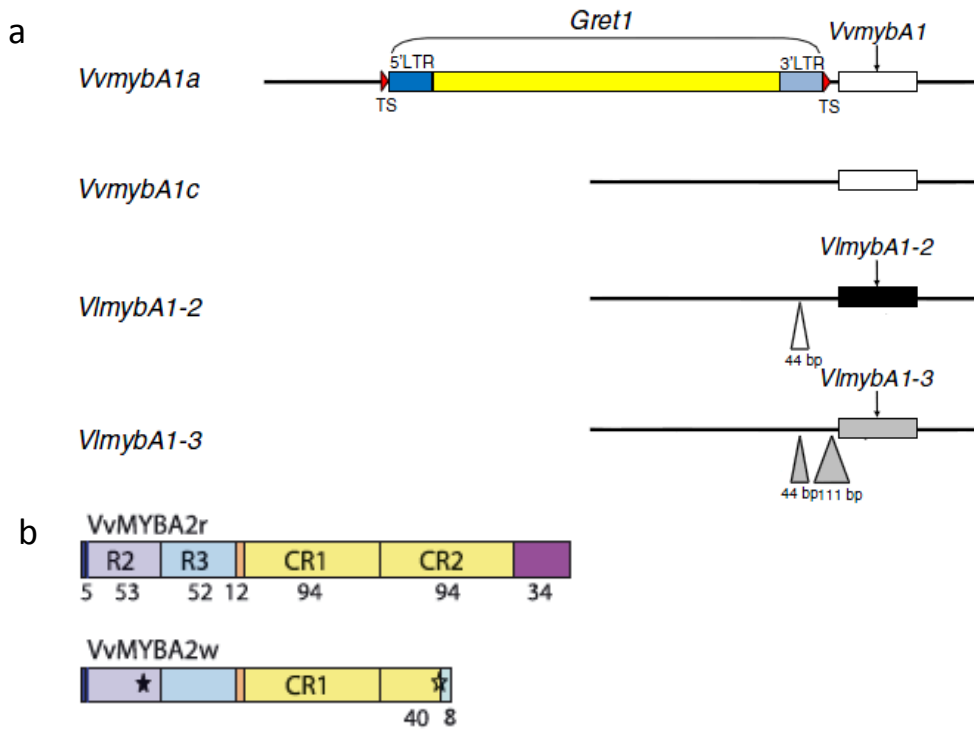 a
Gret1
VvmybA1
VvmybA1a
5'LTR
3'LTR
TS
TS
VvmybA1c
VlmybA1-2
VlmybA1-2
44 bp
VlmybA1-3
VlmybA1-3
44 bp 111 bp
b
VvMYBA2r
R2 R3 CR1 CR2
5 53 52 12 94 94 34
VvMYBA2w
CR1
40 8